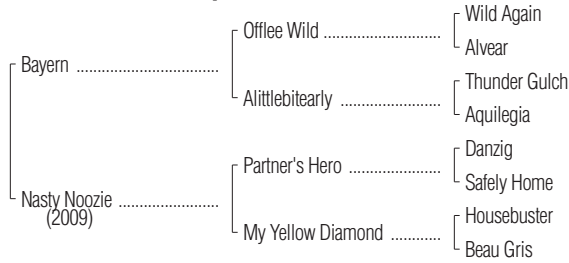 Wild Again
Offlee Wild ..............................
Alvear
Bayern ....................................
Thunder Gulch
Alittlebitearly .........................
Aquilegia
Danzig
Partner's Hero .......................
Safely Home
Nasty Noozie .........................
(2009)
Housebuster
My Yellow Diamond ............
Beau Gris